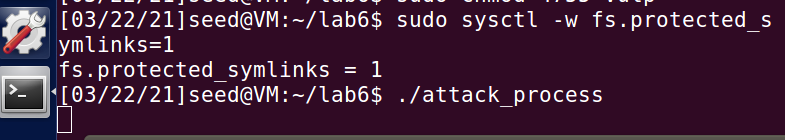 [03/22/21]seed@VM:~/lab6$ sudo sysctl -w fs.protected_s
ymlinks=1
fs.protected_symlinks = 1
[03/22/21]seed@VM:~/lab6$ ./attack_process